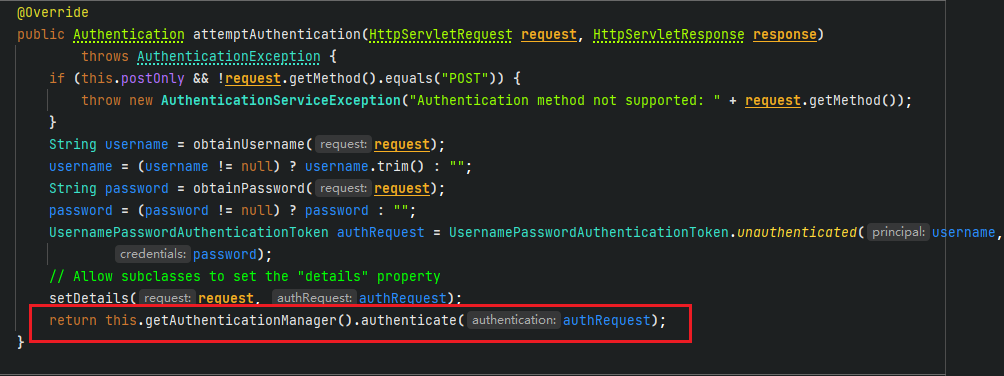 @Override
public Authentication attemptAuthentication(HttpServletRequest request, HttpServletResponse response)
throws AuthenticationException {
if (this.postOnly && !request.getMethod().equals("POST")) {
throw new AuthenticationServiceException("Authentication method not supported: " + request.getMethod());
}
String username = obtainUsername( request: request);
username = (username != null) ? username.trim() : "";
String password = obtainPassword( request: request);
password = (password != null) ? password : "";
UsernamePasswordAuthenticationToken authRequest = UsernamePasswordAuthenticationToken.unauthenticated( principal: username,
credentials: password);
// Allow subclasses to set the "details" property
setDetails( request: request, authRequest: authRequest);
return this.getAuthenticationManager().authenticate( authentication: authRequest);
}